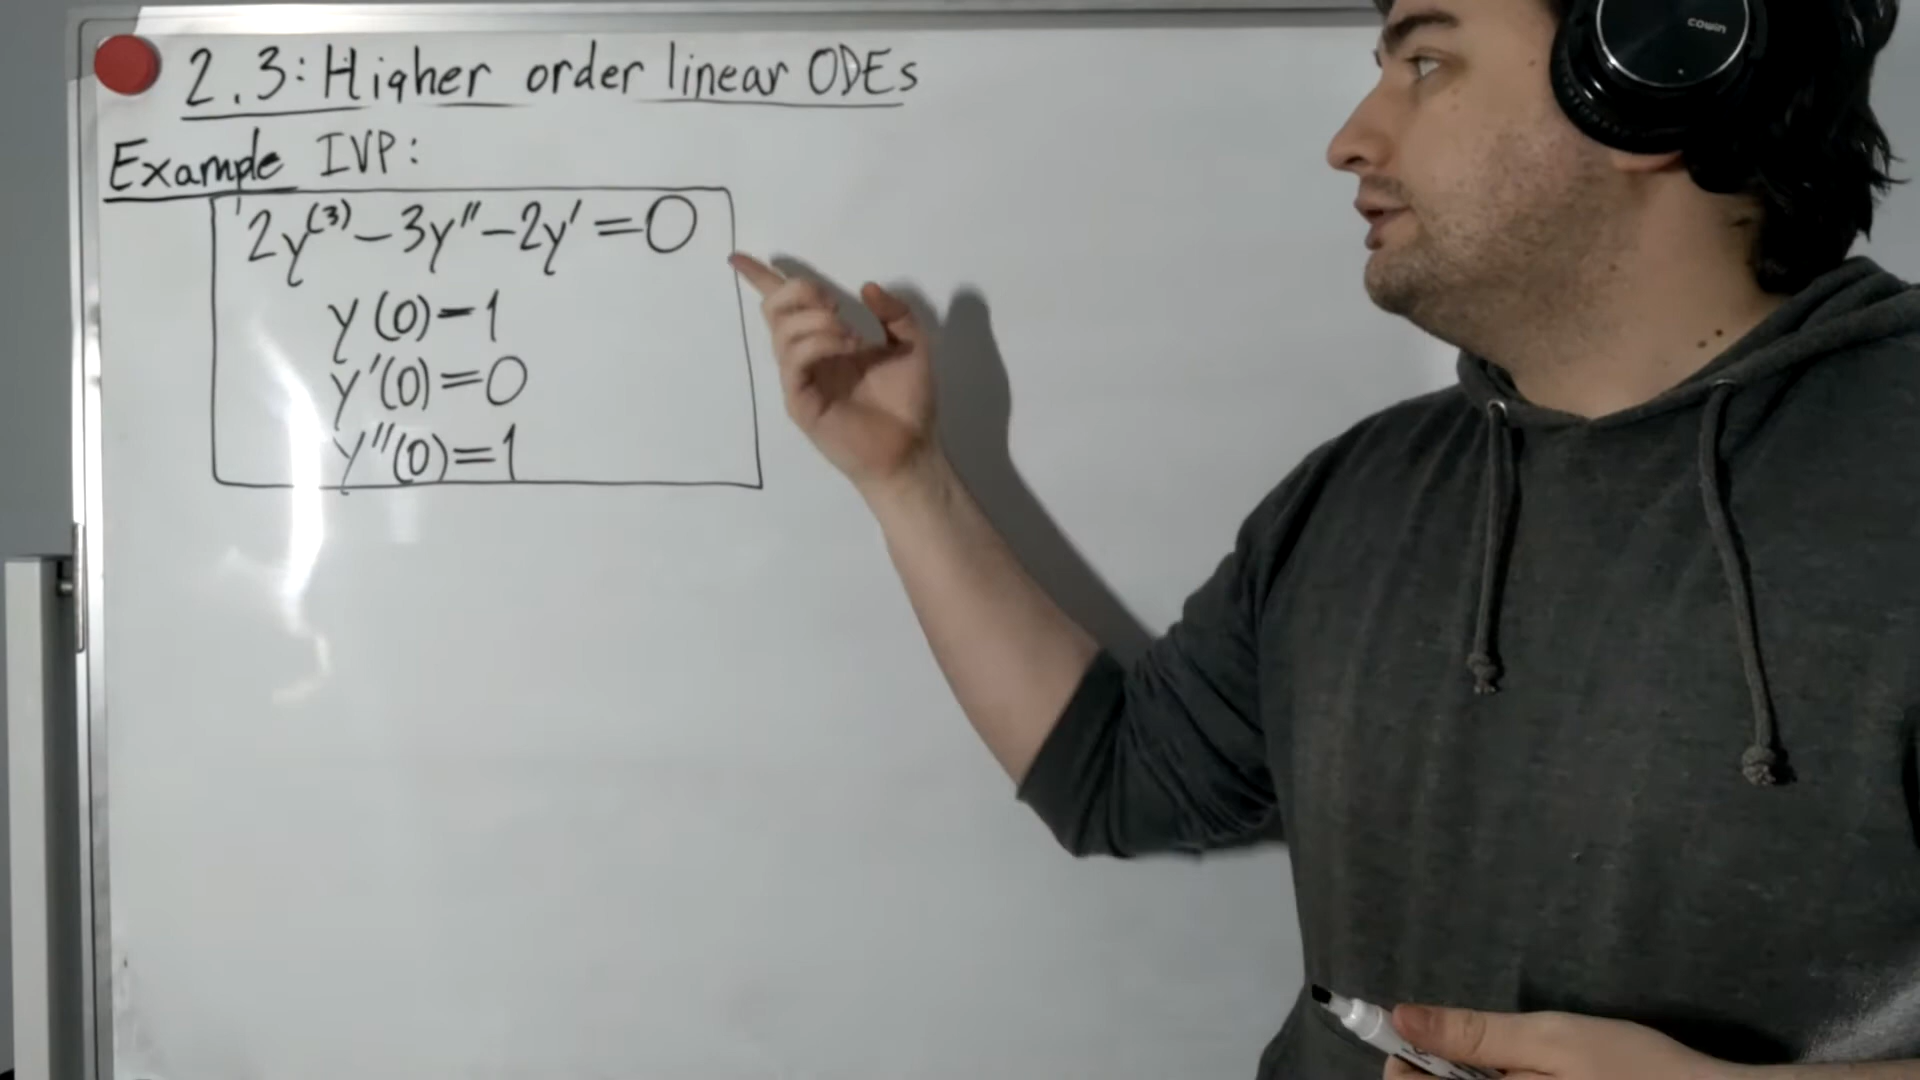 2.3: Higher order linear ODEs
Example IVP:
2y⁽³⁾-3y''-2y'=0
y(0)=1
y'(0)=0
y''(0)=1
cowin